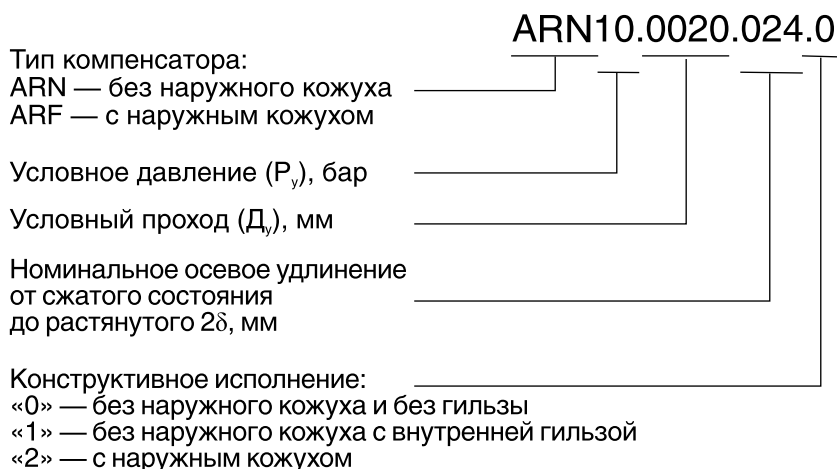 ARN10.0020.024.0
Тип компенсатора:
ARN — без наружного кожуха
ARF — с наружным кожухом
Условное давление (Pу), бар
Условный проход (Ду), мм
Номинальное осевое удлинение
от сжатого состояния
до растянутого 2δ, мм
Конструктивное исполнение:
«0» — без наружного кожуха и без гильзы
«1» — без наружного кожуха с внутренней гильзой
«2» — с наружным кожухом